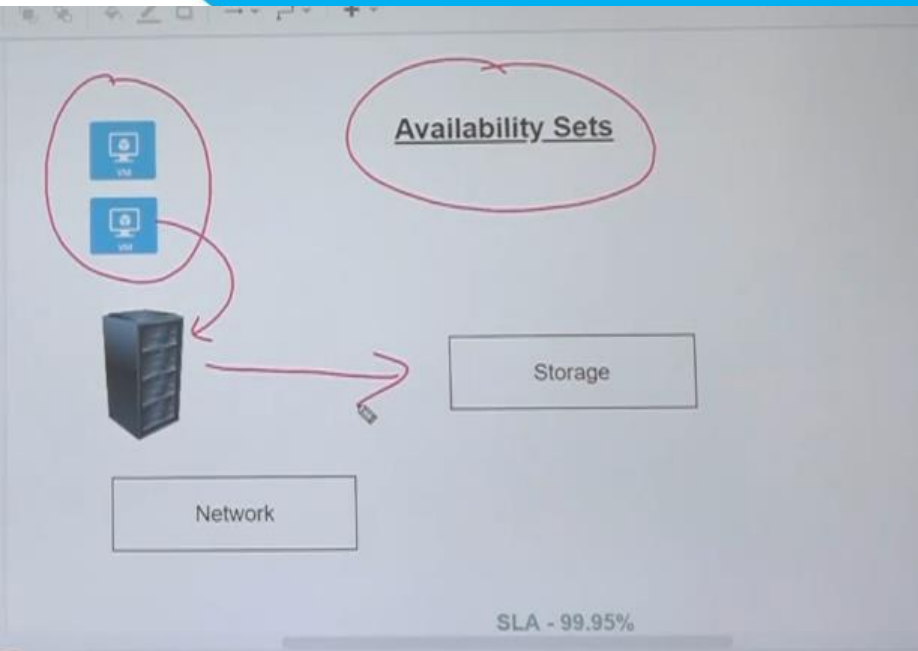 Availability Sets
VM
VM
Storage
Network
SLA - 99.95%